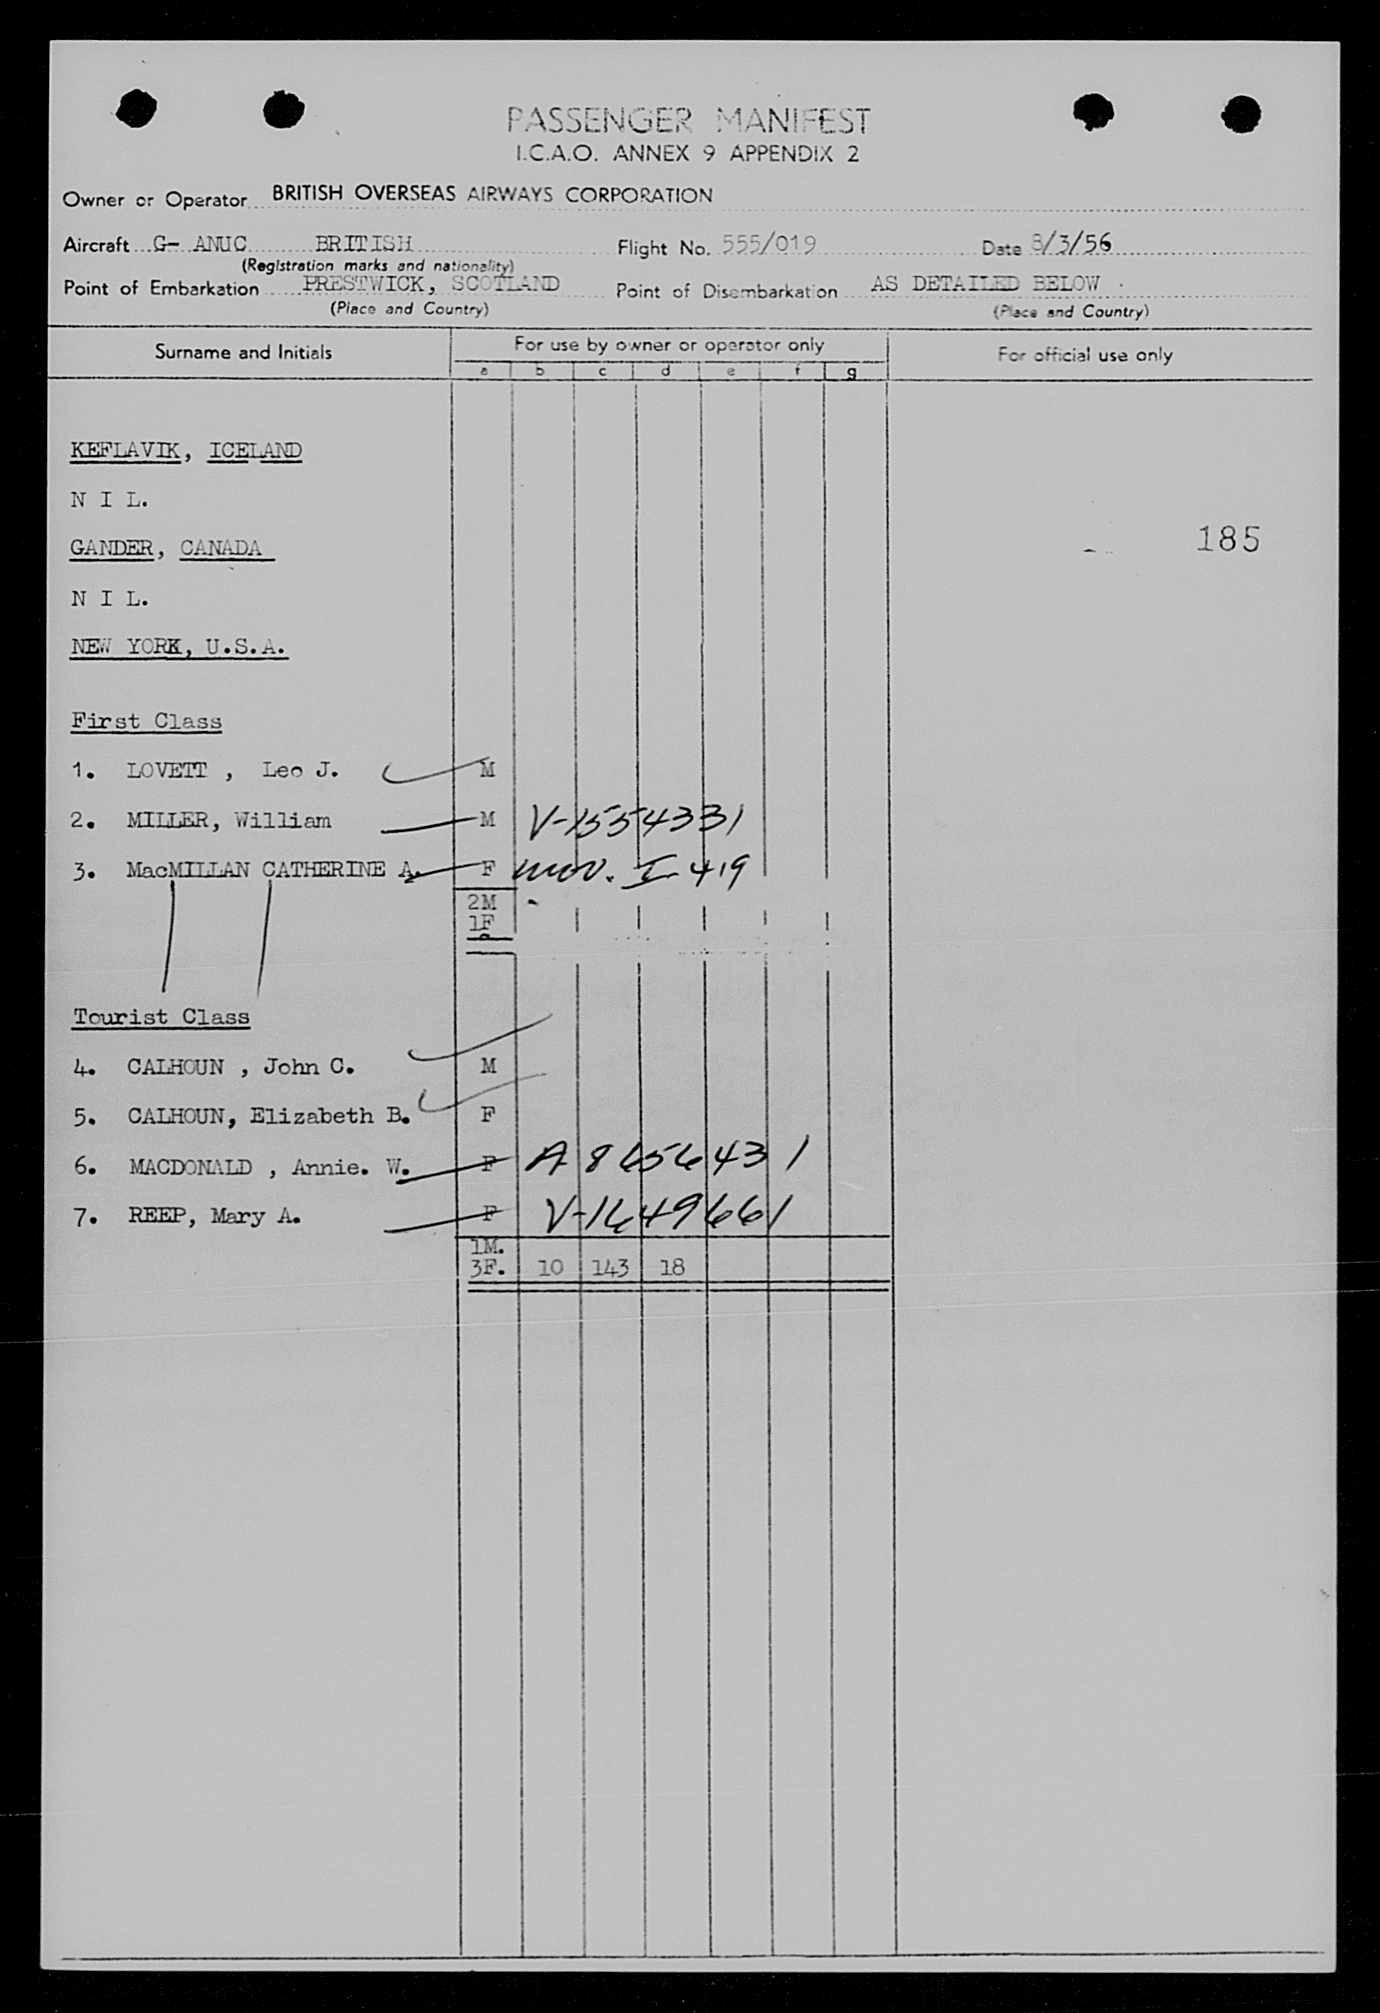 PASSENGER MANIFEST
I.C.A.O. ANNEX 9 APPENDIX 2
Owner or Operator BRITISH OVERSEAS AIRWAYS CORPORATION
Aircraft G- ANUC BRITISH Flight No. 555/019 Date 8/3/56
(Registration marks and nationality)
Point of Embarkation PRESTWICK, SCOTLAND Point of Disembarkation AS DETAILED BELOW .
(Place and Country) (Place and Country)
Surname and Initials For use by owner or operator only For official use only
a b c d e f g
KEFLAVIK, ICELAND
N I L.
185
GANDER, CANADA
N I L.
NEW YORK, U.S.A.
First Class
1. LOVETT , Leo J. M
2. MILLER, William M V-1554331
3. MacMILLAN CATHERINE A. F I-419
2M
1F
Tourist Class
4. CALHOUN , John C. M
5. CALHOUN, Elizabeth B. F
6. MACDONALD , Annie. W. F A 8656431
7. REEP, Mary A. F V-1649661
1M.
3F. 10 143 18